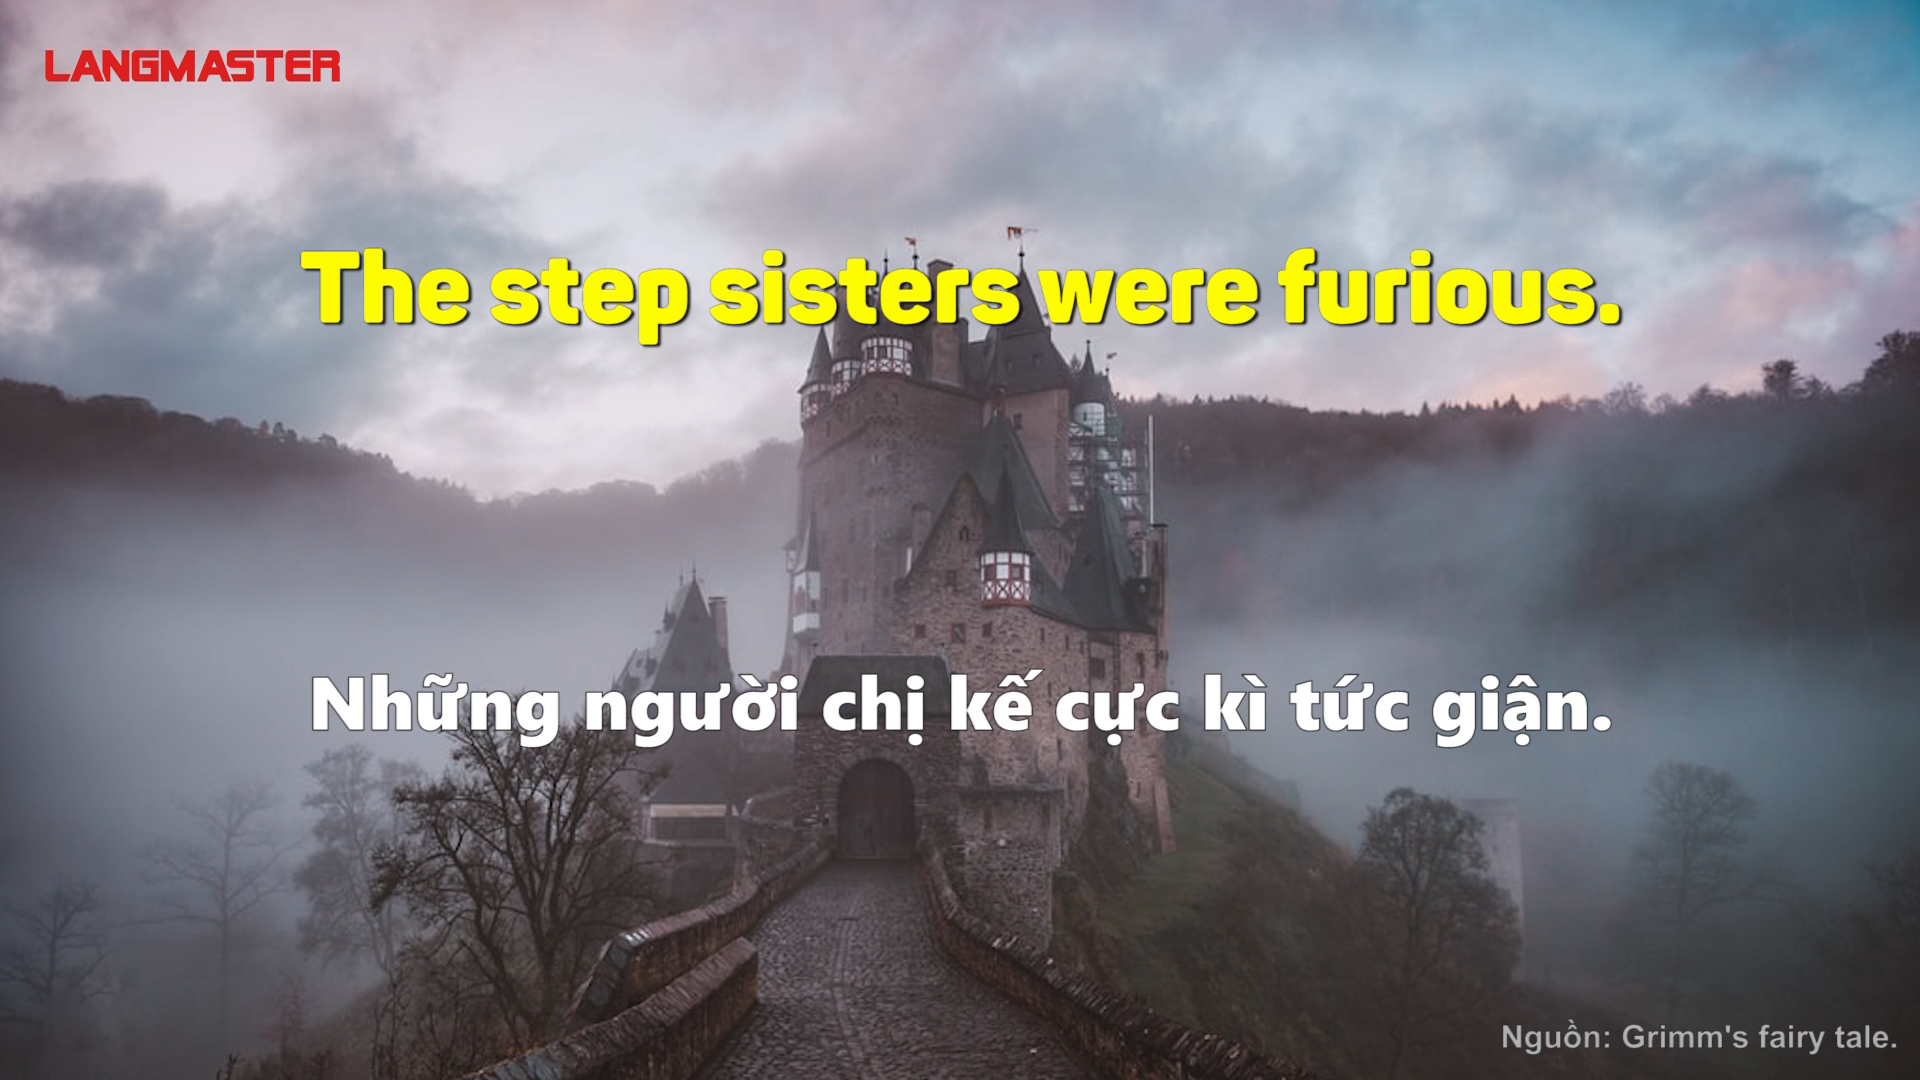 LANGMASTER
The step sisters were furious.
Những người chị kế cực kì tức giận.
Nguồn: Grimm's fairy tale.